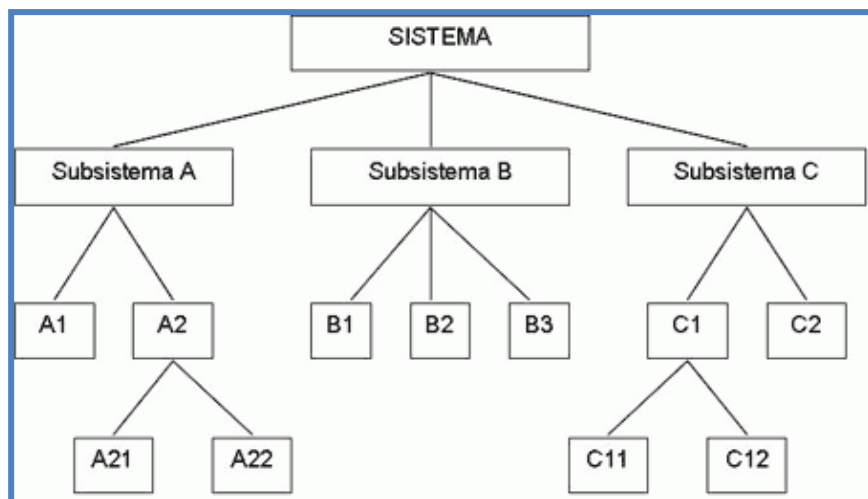 SISTEMA
Subsistema A
Subsistema B
Subsistema C
A1
A2
B1
B2
B3
C1
C2
A21
A22
C11
C12